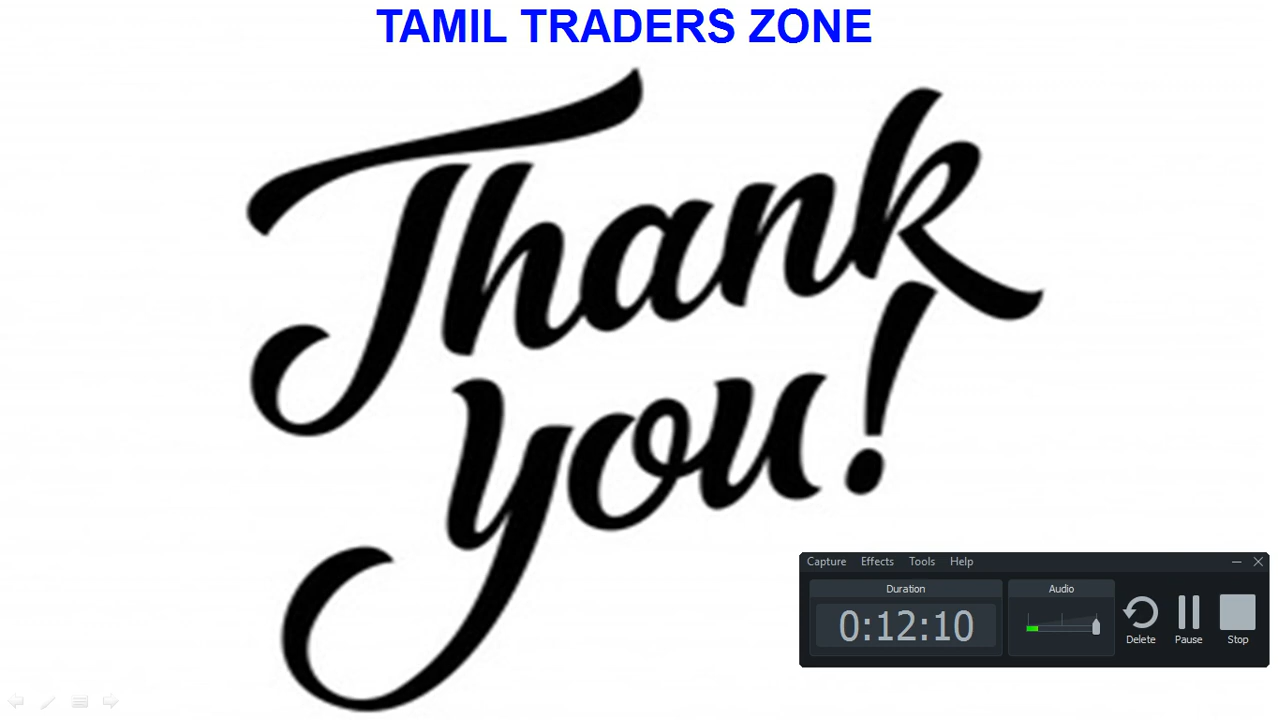 TAMIL TRADERS ZONE
Thank
you!
Capture Effects Tools Help
Duration Audio
0:12:10
Delete Pause Stop